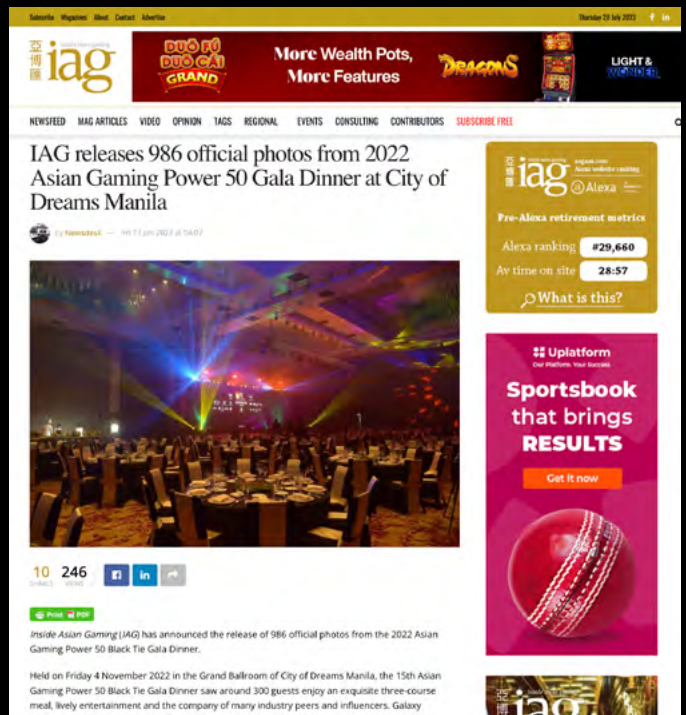 Subscribe Magazines About Contact Advertise
f in
亞博匯 iag
DUO FU DUO CAI GRAND
More Wealth Pots,
More Features
DRAGONS
LIGHT & WONDER
NEWSFEED MAG ARTICLES VIDEO OPINION TAGS REGIONAL EVENTS CONSULTING CONTRIBUTORS SUBSCRIBE FREE
IAG releases 986 official photos from 2022
Asian Gaming Power 50 Gala Dinner at City of
Dreams Manila
by Newsdesk —
亞博匯 iag
Alexa
Pre-Alexa retirement metrics
Alexa ranking #29,660
Av time on site 28:57
What is this?
Uplatform
Our Platform. Your Success
Sportsbook
that brings
RESULTS
Get it now
10 246
SHARES VIEWS
f in
Print PDF
Inside Asian Gaming (IAG) has announced the release of 986 official photos from the 2022 Asian
Gaming Power 50 Black Tie Gala Dinner.
Held on Friday 4 November 2022 in the Grand Ballroom of City of Dreams Manila, the 15th Asian
Gaming Power 50 Black Tie Gala Dinner saw around 300 guests enjoy an exquisite three-course
meal, lively entertainment and the company of many industry peers and influencers. Galaxy